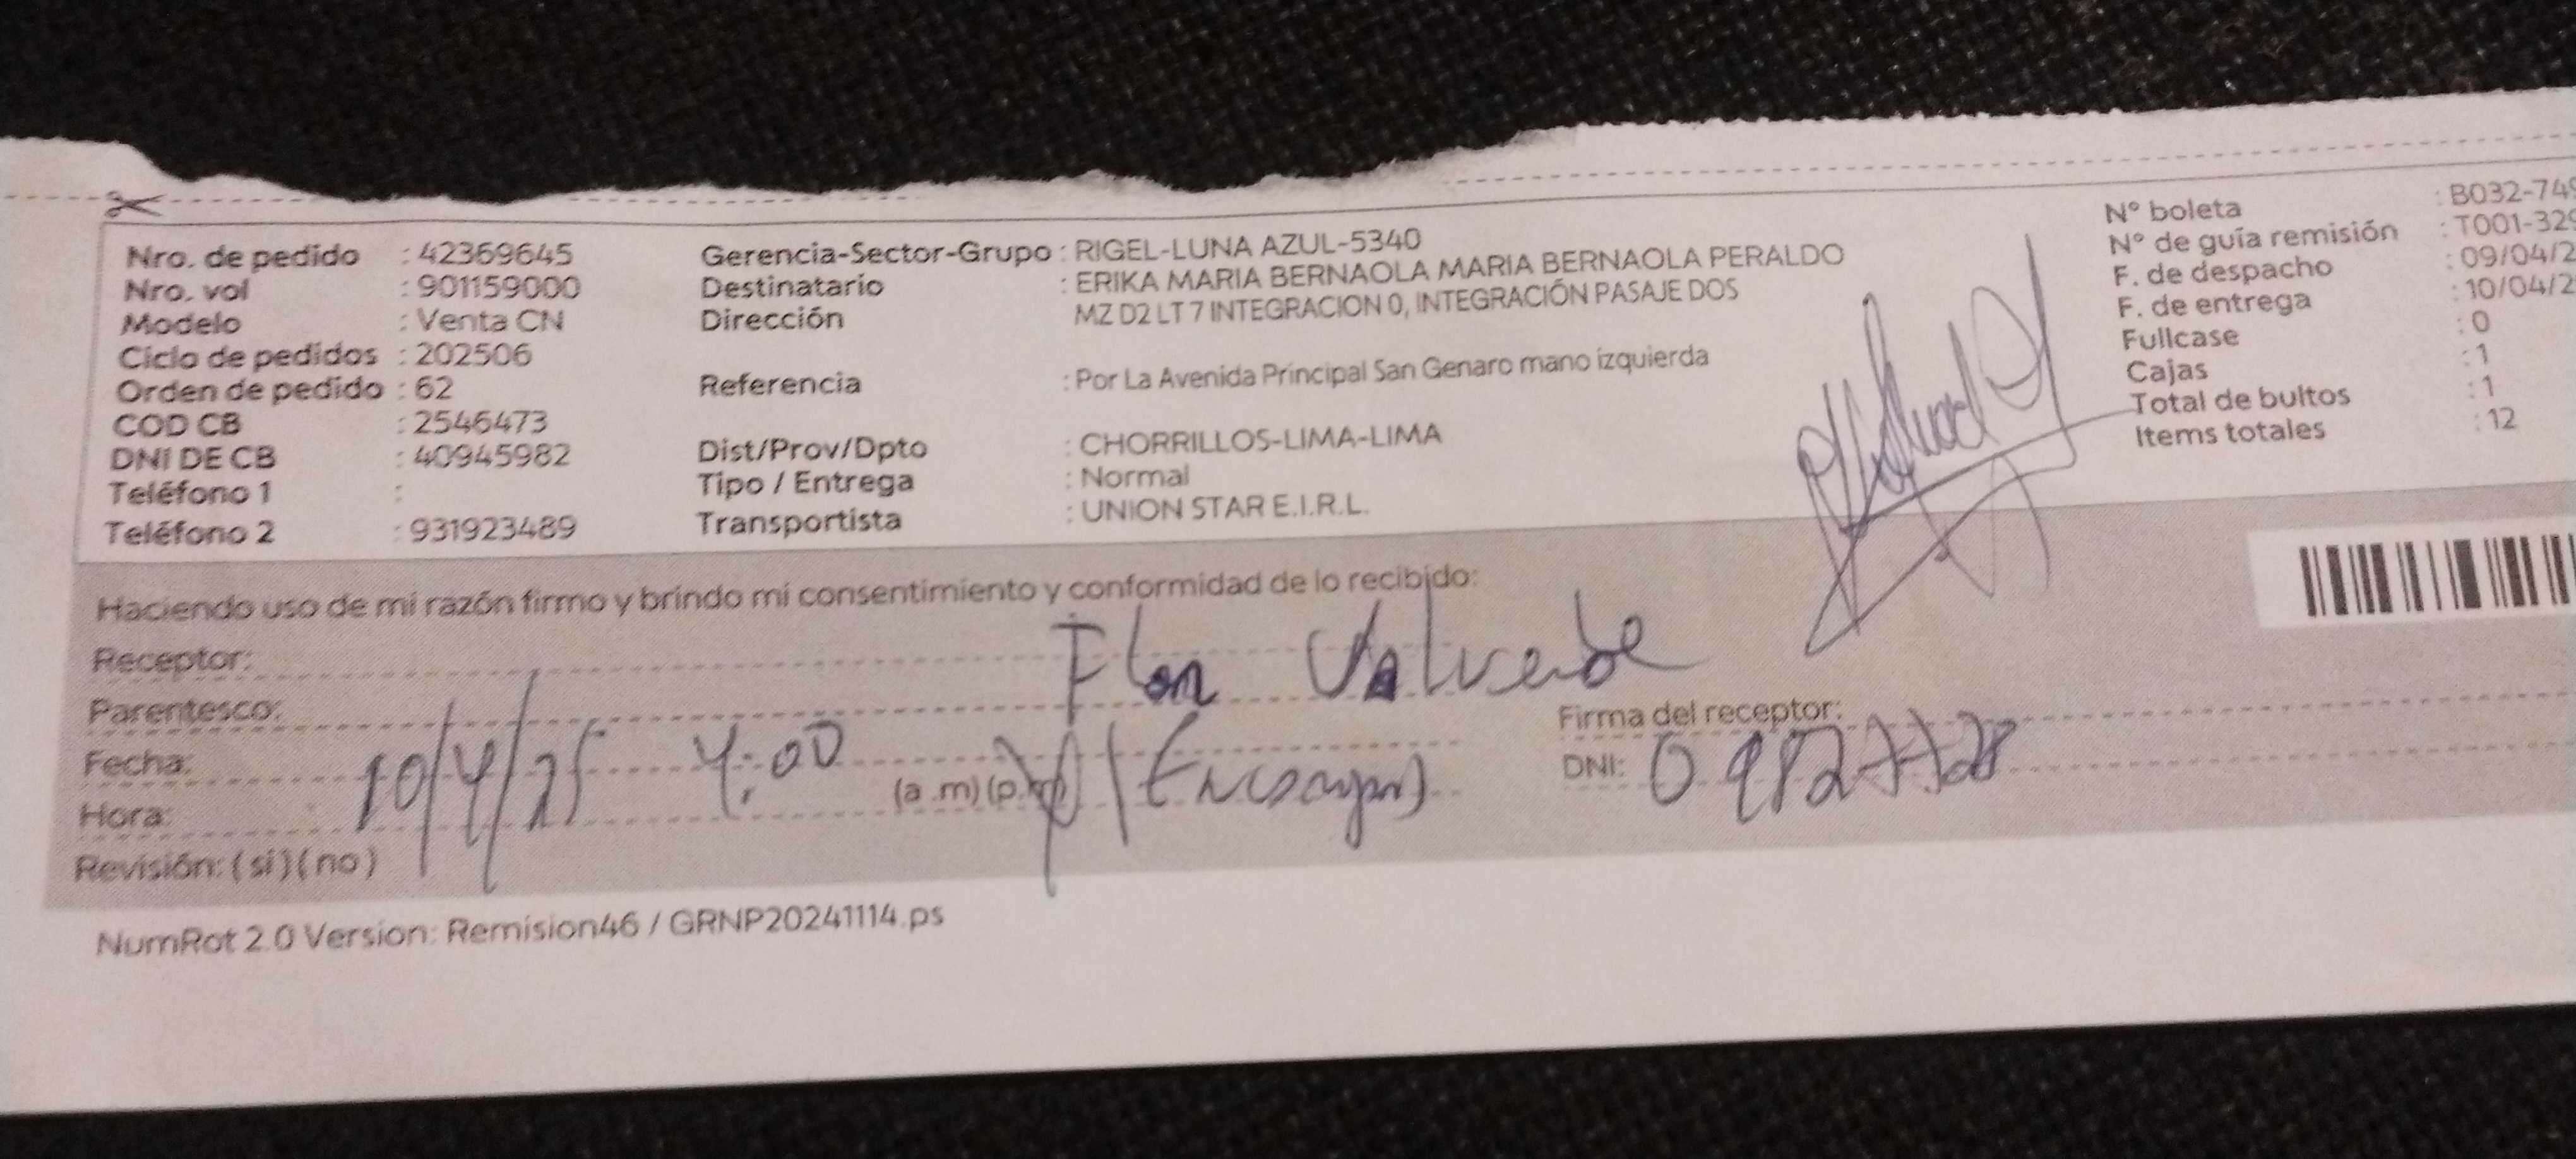 Nro. de pedido : 42369645
Nro. vol : 901159000
Modelo : Venta CN
Ciclo de pedidos : 202506
Orden de pedido : 62
COD CB : 2546473
DNI DE CB : 40945982
Teléfono 1 :
Teléfono 2 : 931923489
Gerencia-Sector-Grupo : RIGEL-LUNA AZUL-5340
Destinatario : ERIKA MARIA BERNAOLA MARIA BERNAOLA PERALDO
Dirección MZ D2 LT 7 INTEGRACION 0, INTEGRACIÓN PASAJE DOS
Referencia : Por La Avenida Principal San Genaro mano izquierda
Dist/Prov/Dpto : CHORRILLOS-LIMA-LIMA
Tipo / Entrega : Normal
Transportista : UNION STAR E.I.R.L.
N° boleta : B032-749
N° de guía remisión : T001-329
F. de despacho : 09/04/2
F. de entrega : 10/04/2
Fullcase : 0
Cajas : 1
Total de bultos : 1
Items totales : 12
Haciendo uso de mi razón firmo y brindo mi consentimiento y conformidad de lo recibido:
Receptor: Flor Valverde
Parentesco:
Firma del receptor:
Fecha: 10/4/25 4:00
DNI:
Hora: (a.m) (p.m)
Revisión: ( si ) ( no )
NumRot 2.0 Version: Remision46 / GRNP20241114.ps